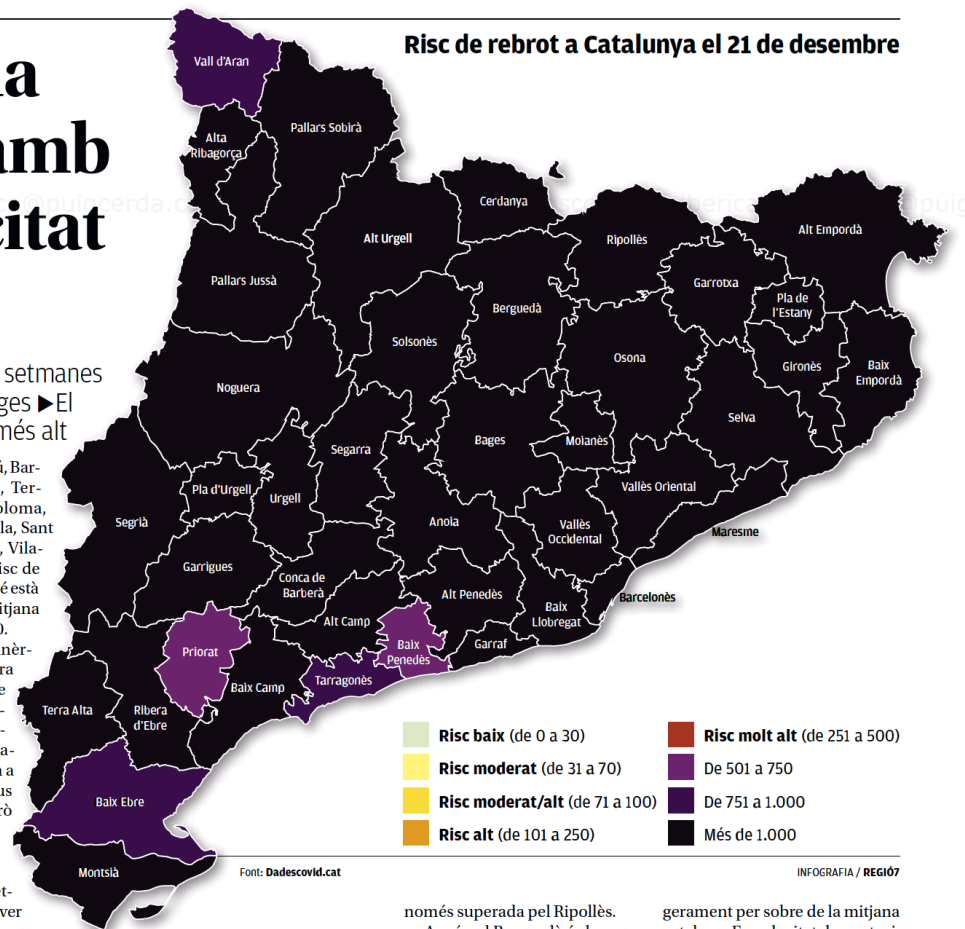 Risc de rebrot a Catalunya el 21 de desembre
amb
setmanes
més alt
Vall d'Aran
Alta
Ribagorça
Pallars Sobirà
Cerdanya
Ripollès
Alt Empordà
Alt Urgell
Pallars Jussà
Garrotxa
Pla de
l'Estany
Berguedà
Solsonès
Osona
Gironès
Baix
Empordà
Noguera
Selva
Segarra
Bages
Moianès
Pla d'Urgell
Urgell
Vallès Oriental
Segrià
Anoia
Vallès
Occidental
Maresme
Garrigues
Conca de
Barberà
Alt Penedès
Baix
Llobregat
Barcelonès
Alt Camp
Garraf
Priorat
Baix
Penedès
Tarragonès
Baix Camp
Terra Alta
Ribera
d'Ebre
Baix Ebre
Montsià
Risc baix (de 0 a 30)
Risc moderat (de 31 a 70)
Risc moderat/alt (de 71 a 100)
Risc alt (de 101 a 250)
Risc molt alt (de 251 a 500)
De 501 a 750
De 751 a 1.000
Més de 1.000
Font: Dadescovid.cat
INFOGRAFIA / REGIÓ7
només superada pel Ripollès.
gerament per sobre de la mitjana